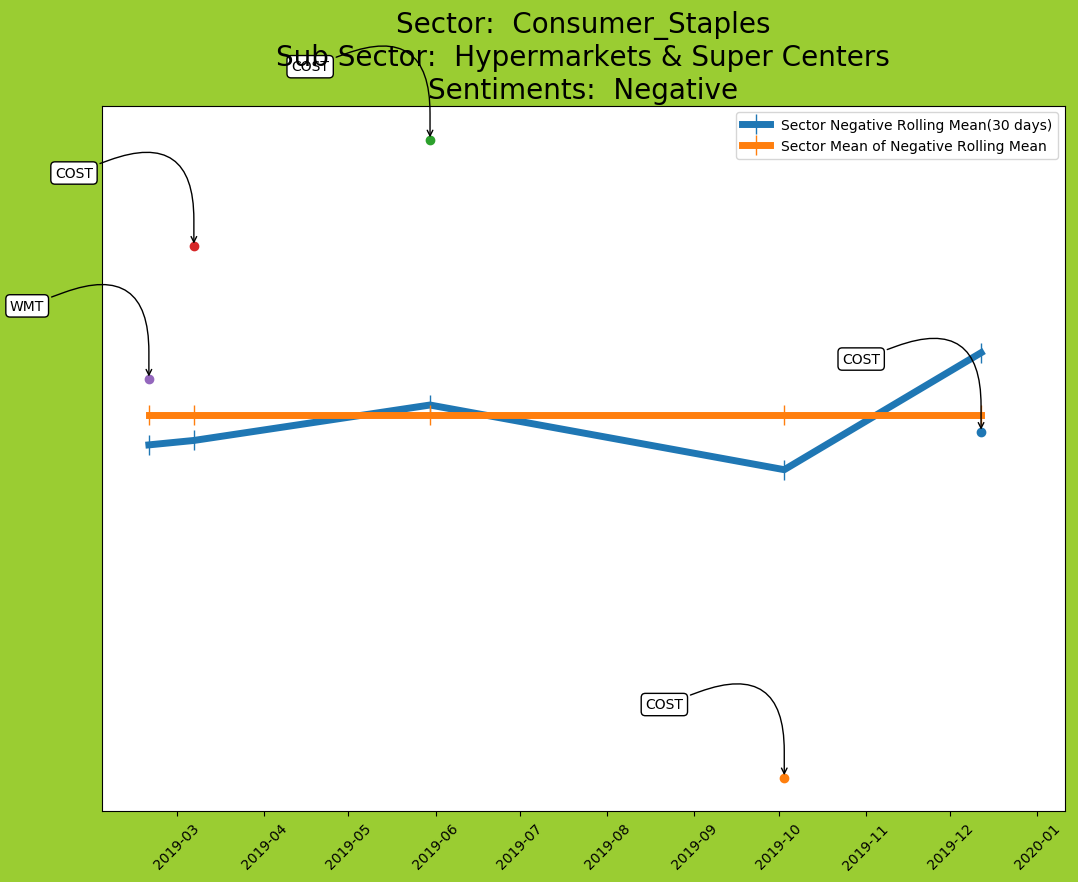 Sector:  Consumer_Staples
Sub Sector:  Hypermarkets & Super Centers
Sentiments:  Negative
COST
Sector Negative Rolling Mean(30 days)
Sector Mean of Negative Rolling Mean
COST
WMT
COST
COST
2019-03
2019-04
2019-05
2019-06
2019-07
2019-08
2019-09
2019-10
2019-11
2019-12
2020-01